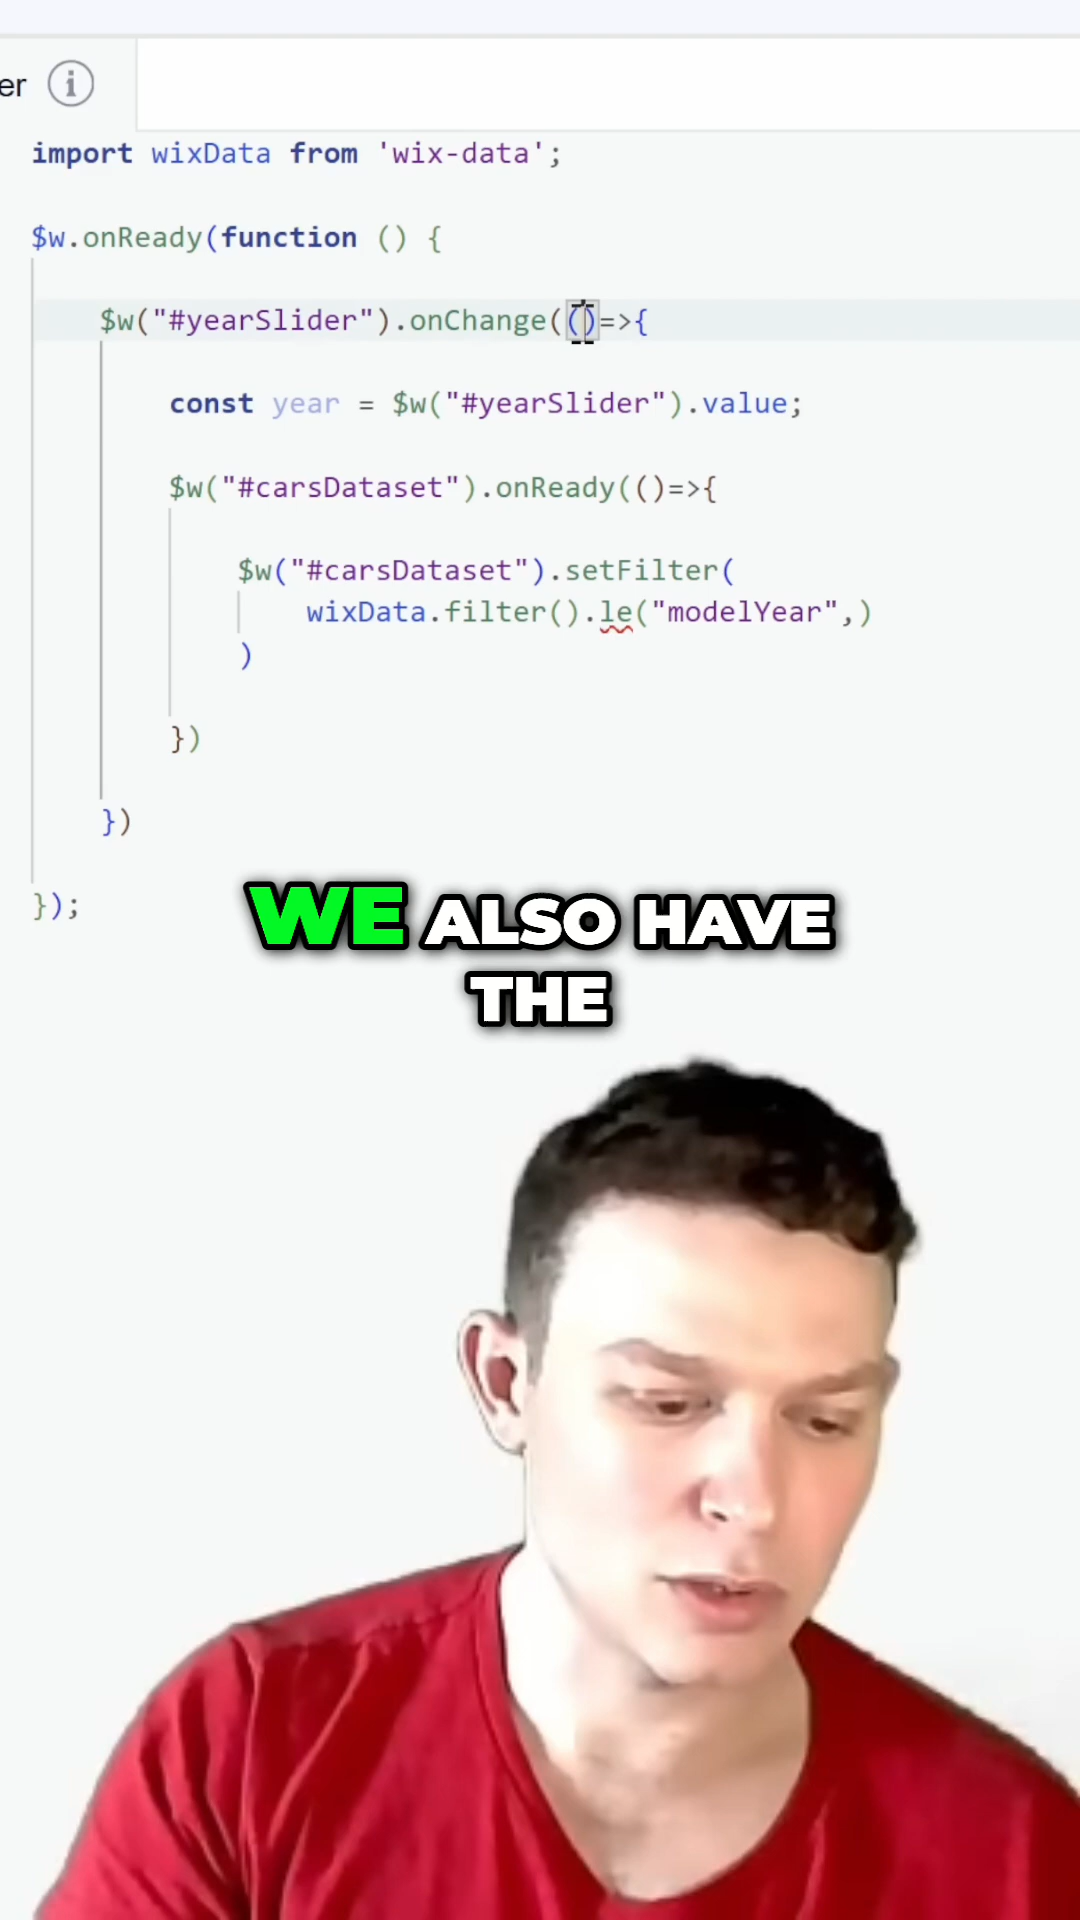 er i
import wixData from 'wix-data';
$w.onReady(function () {
$w("#yearSlider").onChange(()=>{
const year = $w("#yearSlider").value;
$w("#carsDataset").onReady(()=>{
$w("#carsDataset").setFilter(
wixData.filter().le("modelYear",)
)
})
})
});
WE ALSO HAVE
THE